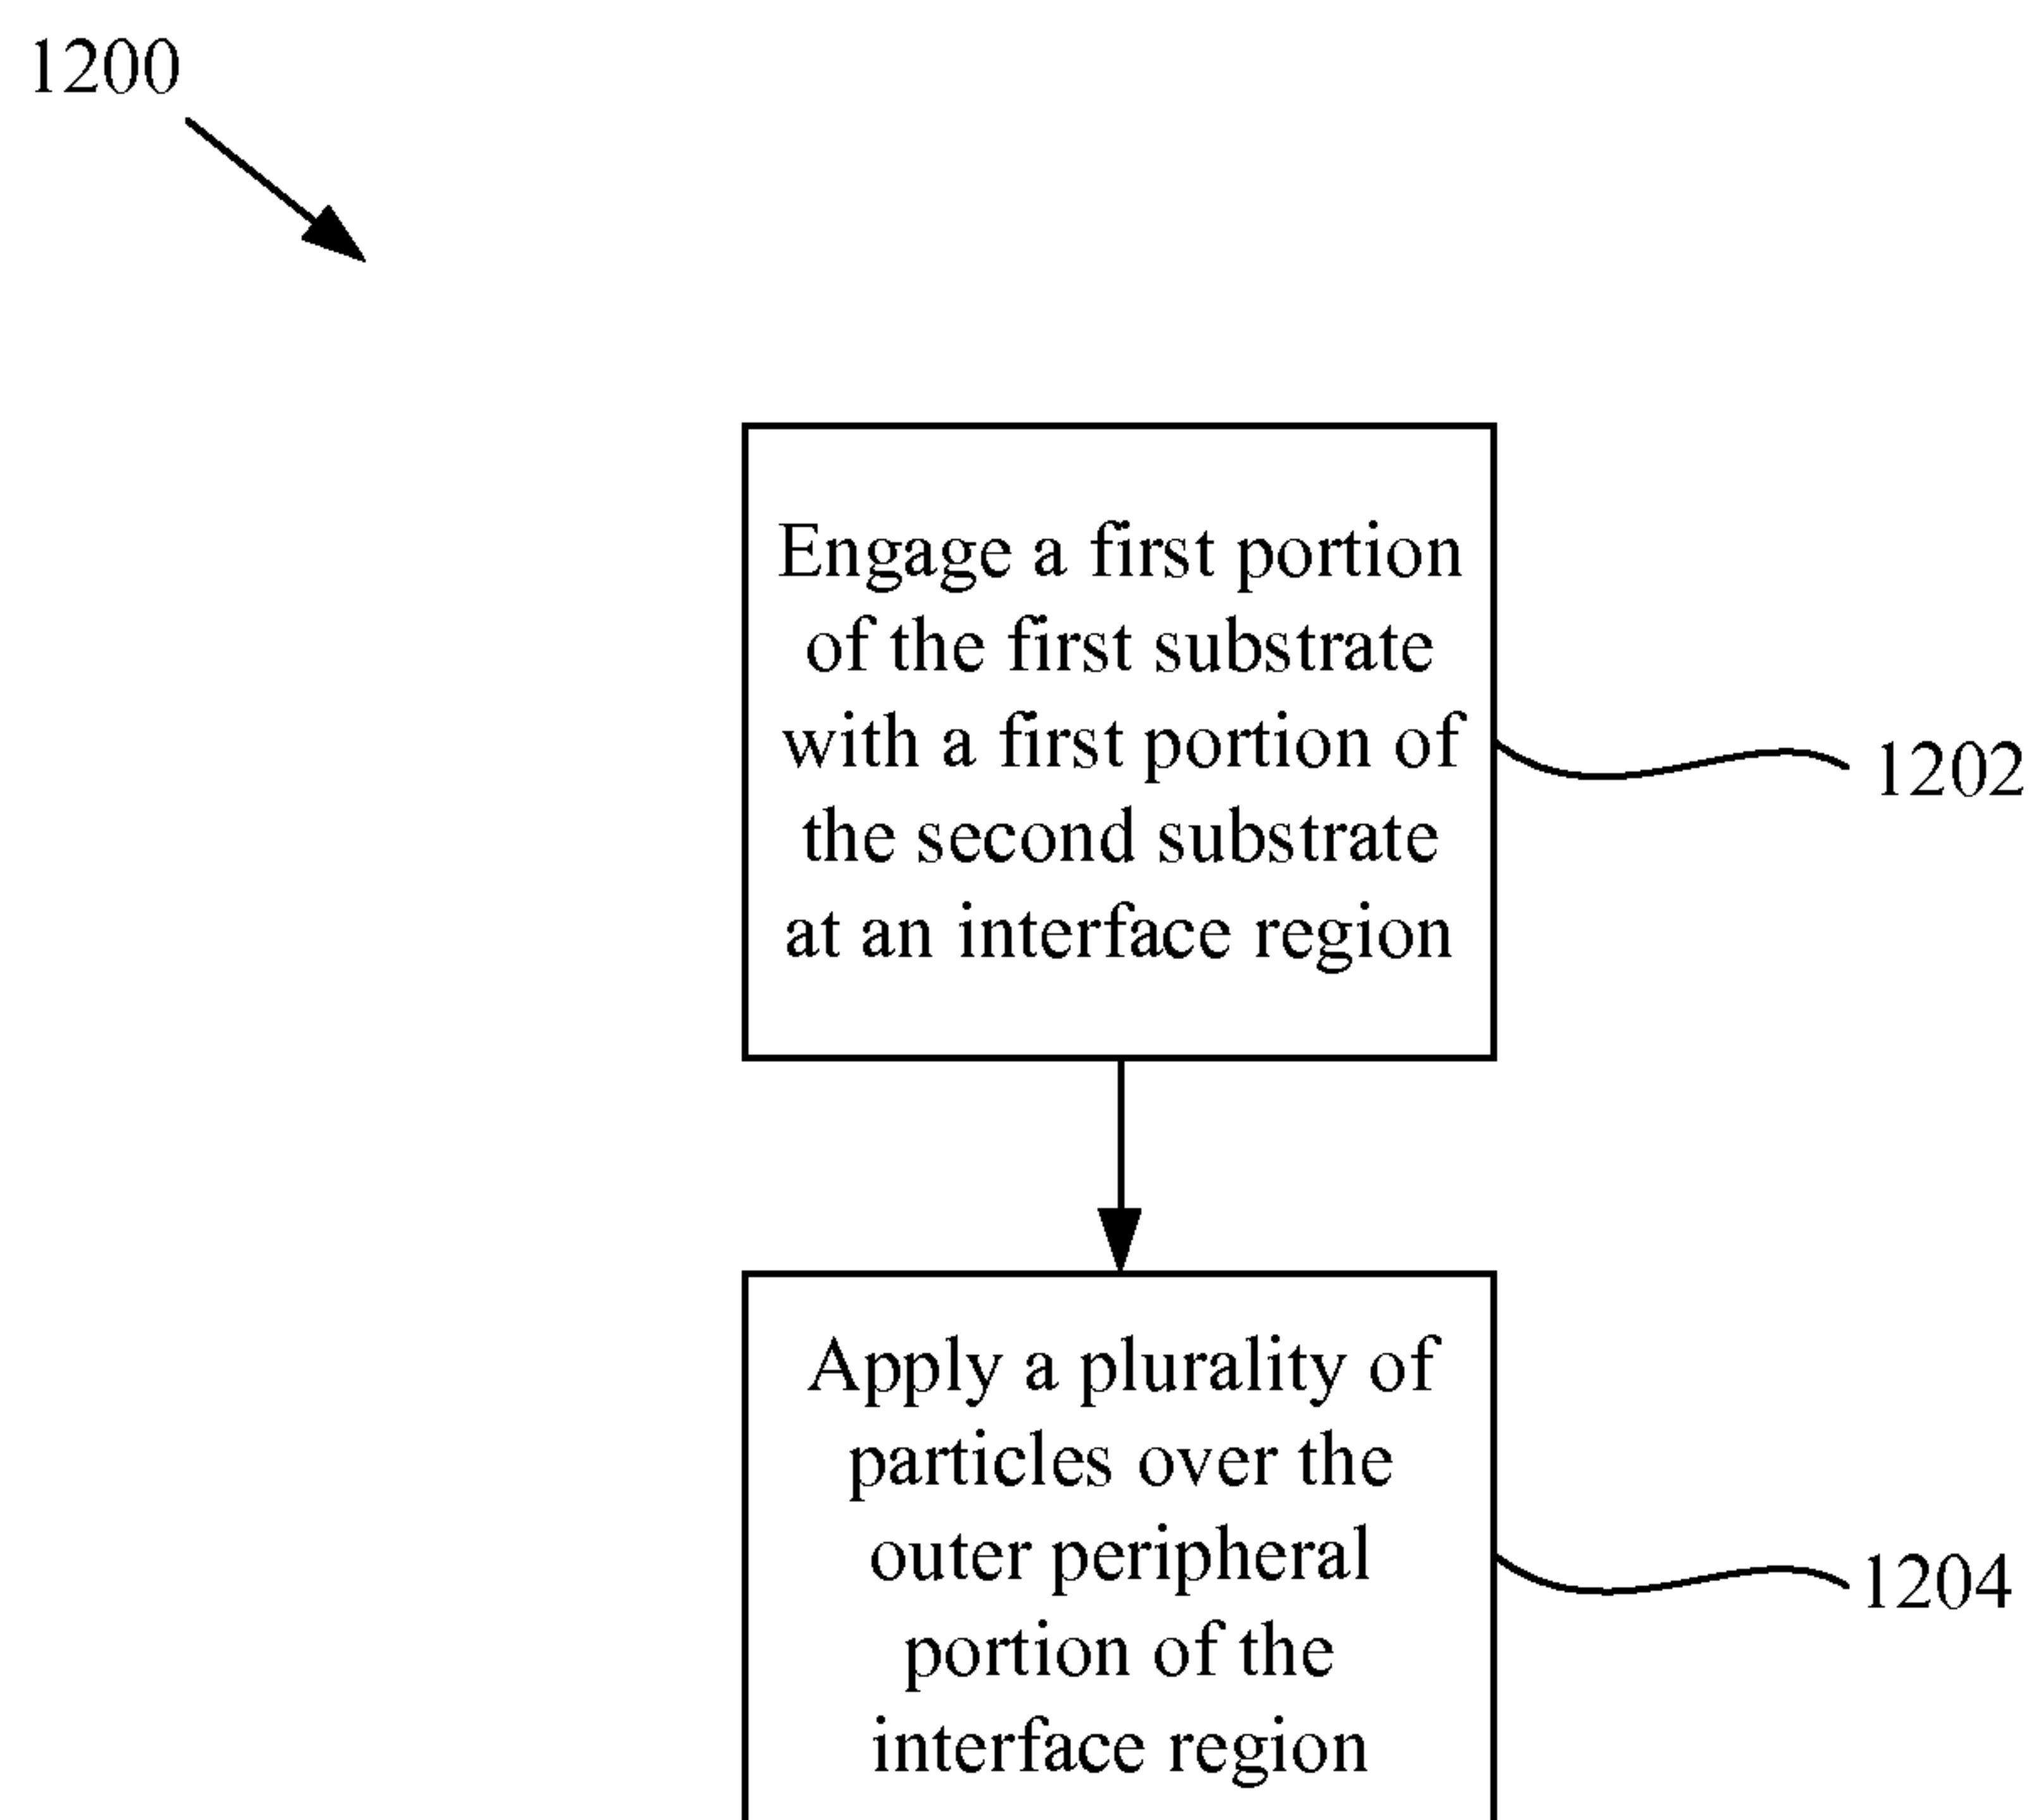 1200
Engage a first portion
of the first substrate
with a first portion of
the second substrate
at an interface region
1202
Apply a plurality of
particles over the
outer peripheral
portion of the
interface region
1204